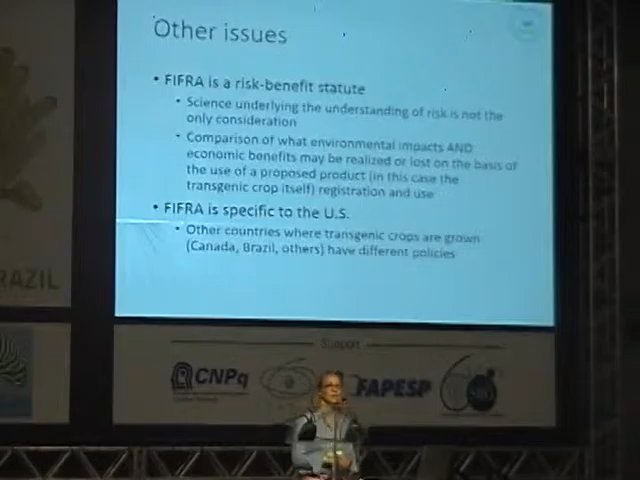 Other issues
• FIFRA is a risk-benefit statute
• Science underlying the understanding of risk is not the
only consideration
• Comparison of what environmental impacts AND
economic benefits may be realized or lost on the basis of
the use of a proposed product (in this case the
transgenic crop itself) registration and use
• FIFRA is specific to the U.S.
• Other countries where transgenic crops are grown
(Canada, Brazil, others) have different policies
RAZIL
Support
CNPq
FAPESP
60